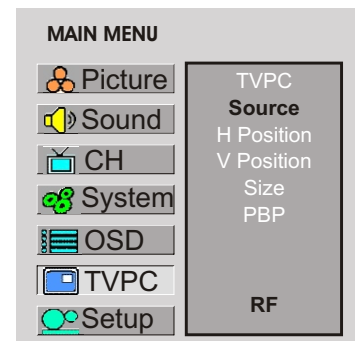 MAIN MENU
Picture
Sound
CH
System
OSD
TVPC
Setup
TVPC
Source
H Position
V Position
Size
PBP
RF